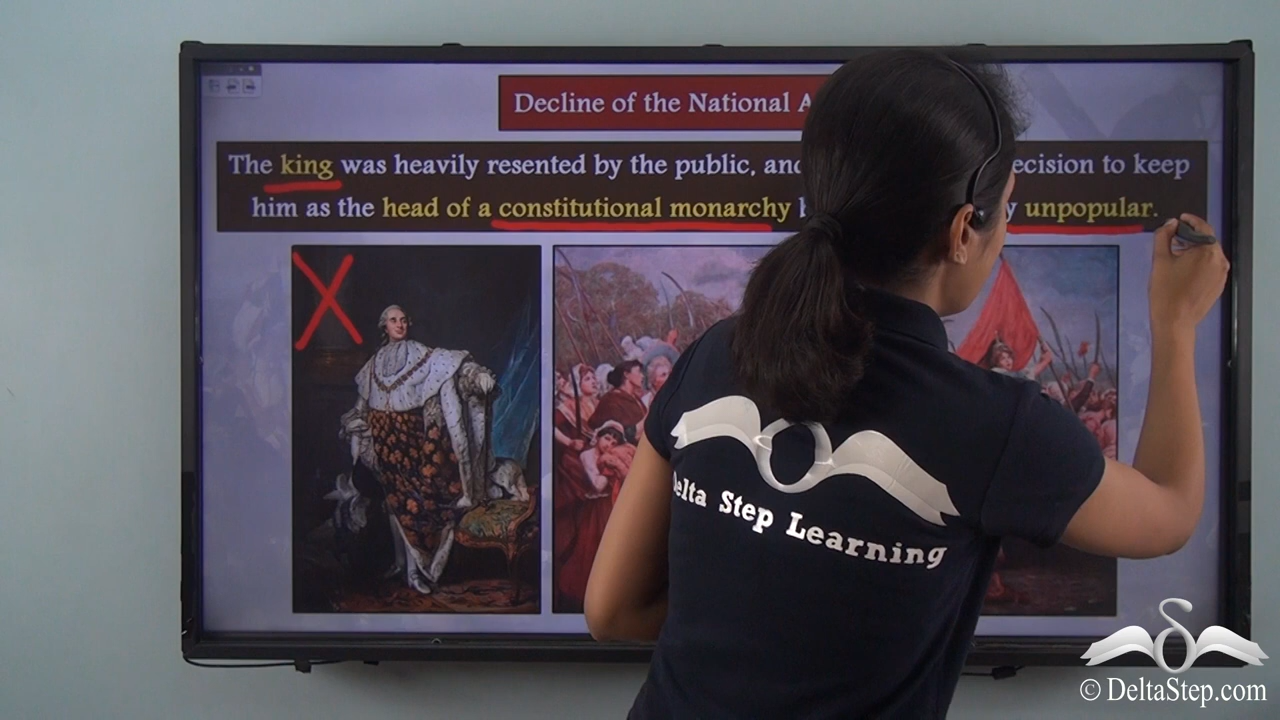 Decline of the National A
The king was heavily resented by the public, and ecision to keep
him as the head of a constitutional monarchy b y unpopular.
elta Step Learning
© DeltaStep.com